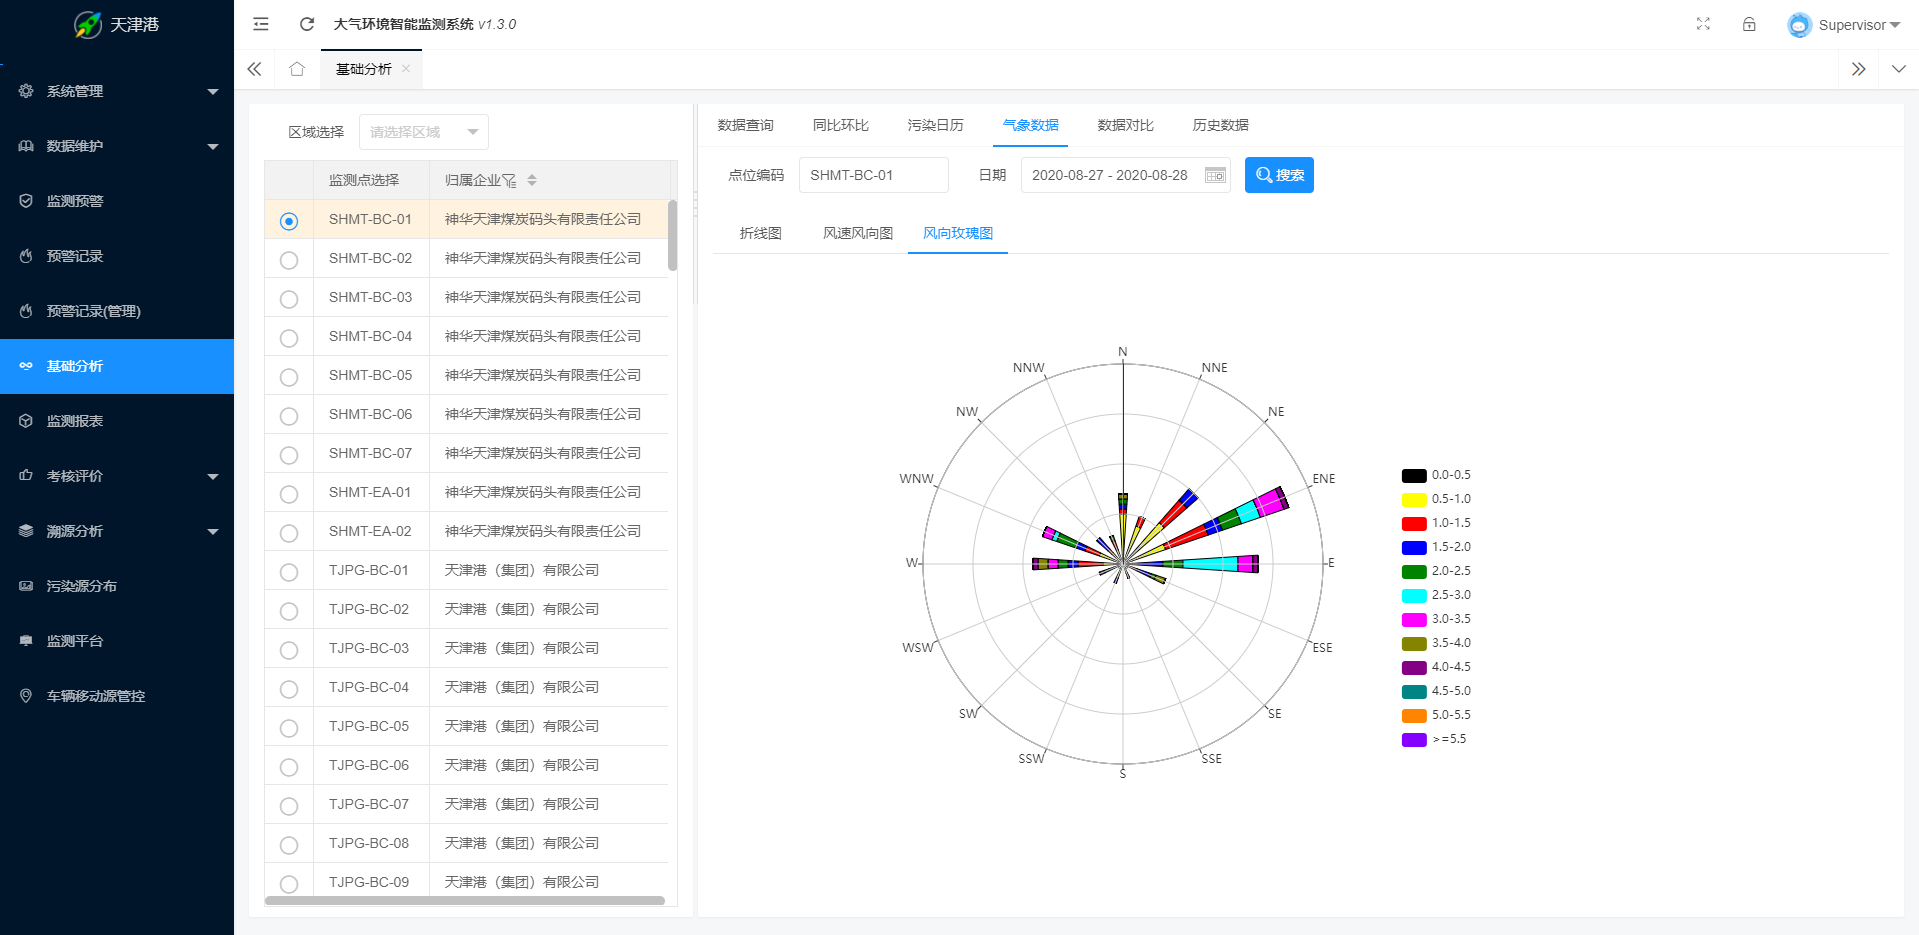 天津港
大气环境智能监测系统 v1.3.0
Supervisor
基础分析
系统管理
数据维护
监测预警
预警记录
预警记录(管理)
基础分析
监测报表
考核评价
溯源分析
污染源分布
监测平台
车辆移动源管控
区域选择 请选择区域
监测点选择 归属企业
SHMT-BC-01 神华天津煤炭码头有限责任公司
SHMT-BC-02 神华天津煤炭码头有限责任公司
SHMT-BC-03 神华天津煤炭码头有限责任公司
SHMT-BC-04 神华天津煤炭码头有限责任公司
SHMT-BC-05 神华天津煤炭码头有限责任公司
SHMT-BC-06 神华天津煤炭码头有限责任公司
SHMT-BC-07 神华天津煤炭码头有限责任公司
SHMT-EA-01 神华天津煤炭码头有限责任公司
SHMT-EA-02 神华天津煤炭码头有限责任公司
TJPG-BC-01 天津港（集团）有限公司
TJPG-BC-02 天津港（集团）有限公司
TJPG-BC-03 天津港（集团）有限公司
TJPG-BC-04 天津港（集团）有限公司
TJPG-BC-05 天津港（集团）有限公司
TJPG-BC-06 天津港（集团）有限公司
TJPG-BC-07 天津港（集团）有限公司
TJPG-BC-08 天津港（集团）有限公司
TJPG-BC-09 天津港（集团）有限公司
数据查询 同比环比 污染日历 气象数据 数据对比 历史数据
点位编码 SHMT-BC-01 日期 2020-08-27 - 2020-08-28 搜索
折线图 风速风向图 风向玫瑰图
N
NNW NNE
NW NE
WNW ENE
W E
WSW ESE
SW SE
SSW SSE
S
0.0-0.5
0.5-1.0
1.0-1.5
1.5-2.0
2.0-2.5
2.5-3.0
3.0-3.5
3.5-4.0
4.0-4.5
4.5-5.0
5.0-5.5
>=5.5